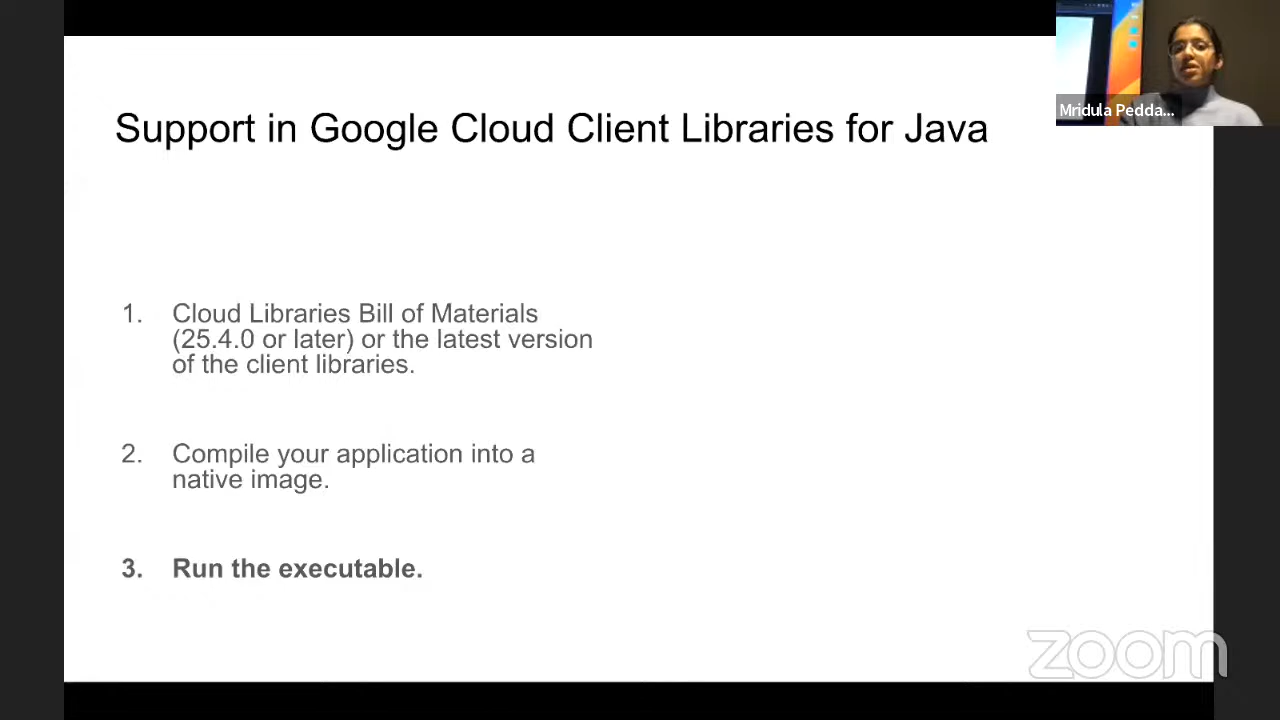 Support in Google Cloud Client Libraries for Java
Mridula Pedda...
1. Cloud Libraries Bill of Materials
(25.4.0 or later) or the latest version
of the client libraries.
2. Compile your application into a
native image.
3. Run the executable.
zoom